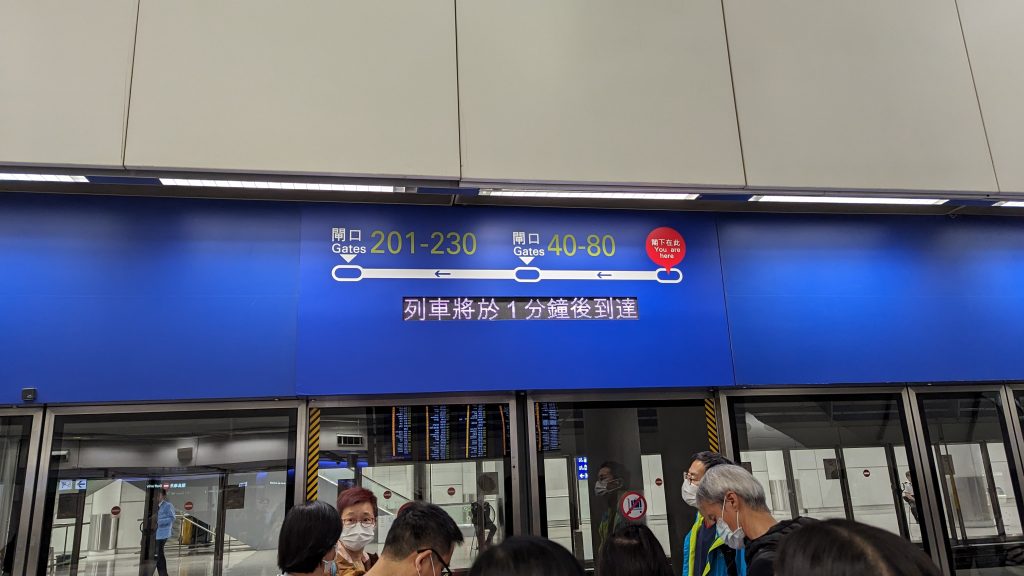 閘口
Gates
201-230
閘口
Gates
40-80
閣下在此
You are
here
列車將於 1 分鐘後到達